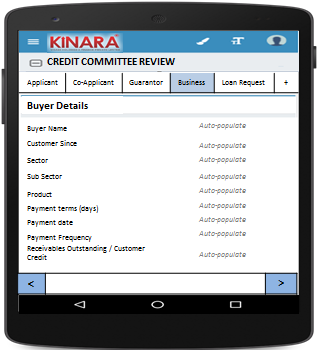 KINARA
CREDIT COMMITTEE REVIEW
Applicant Co-Applicant Guarantor Business Loan Request +
Buyer Details
Buyer Name Auto-populate
Customer Since Auto-populate
Sector Auto-populate
Sub Sector Auto-populate
Product Auto-populate
Payment terms (days) Auto-populate
Payment date Auto-populate
Payment Frequency Auto-populate
Receivables Outstanding / Customer Auto-populate
Credit
< >